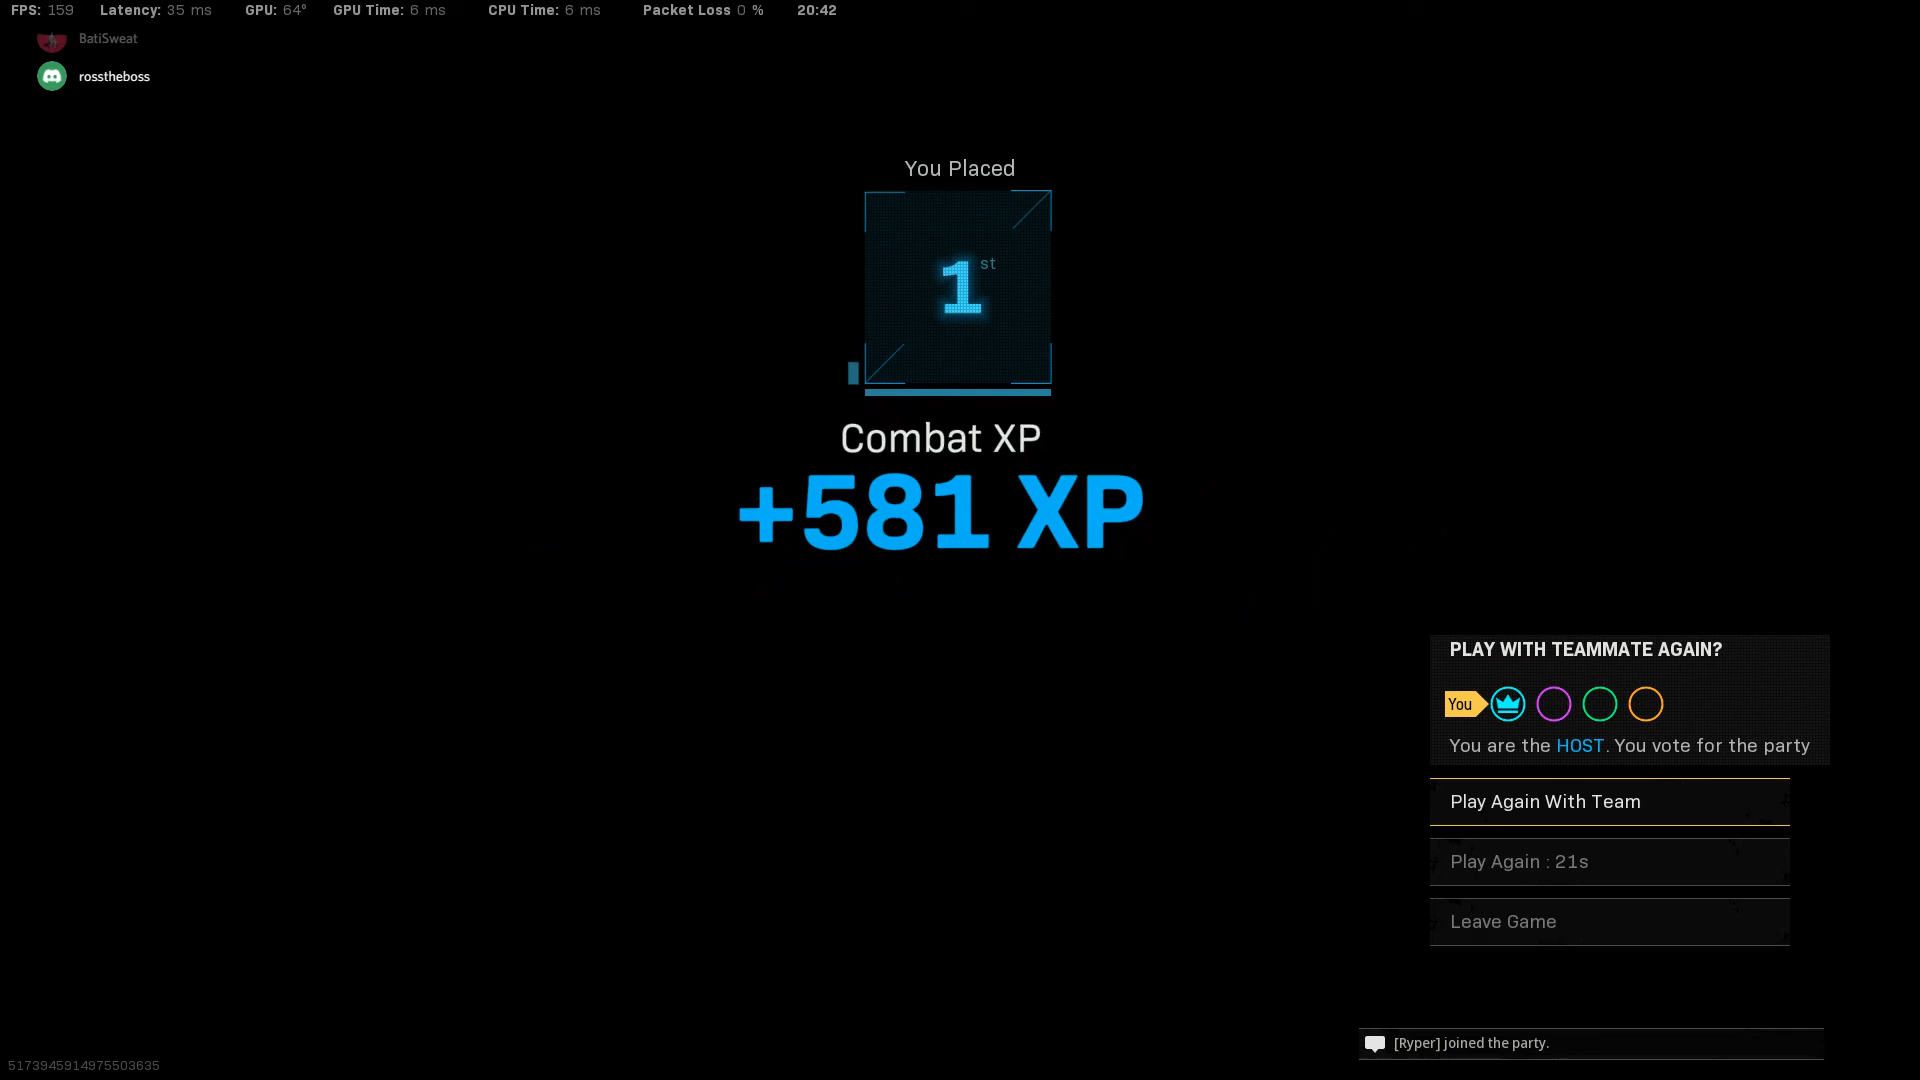 FPS: 159 Latency: 35 ms GPU: 64° GPU Time: 6 ms CPU Time: 6 ms Packet Loss 0 % 20:42
BatiSweat
rosstheboss
You Placed
1st
Combat XP
+581 XP
PLAY WITH TEAMMATE AGAIN?
You
You are the HOST. You vote for the party
Play Again With Team
Play Again : 21s
Leave Game
[Ryper] joined the party.
5173945914975503635